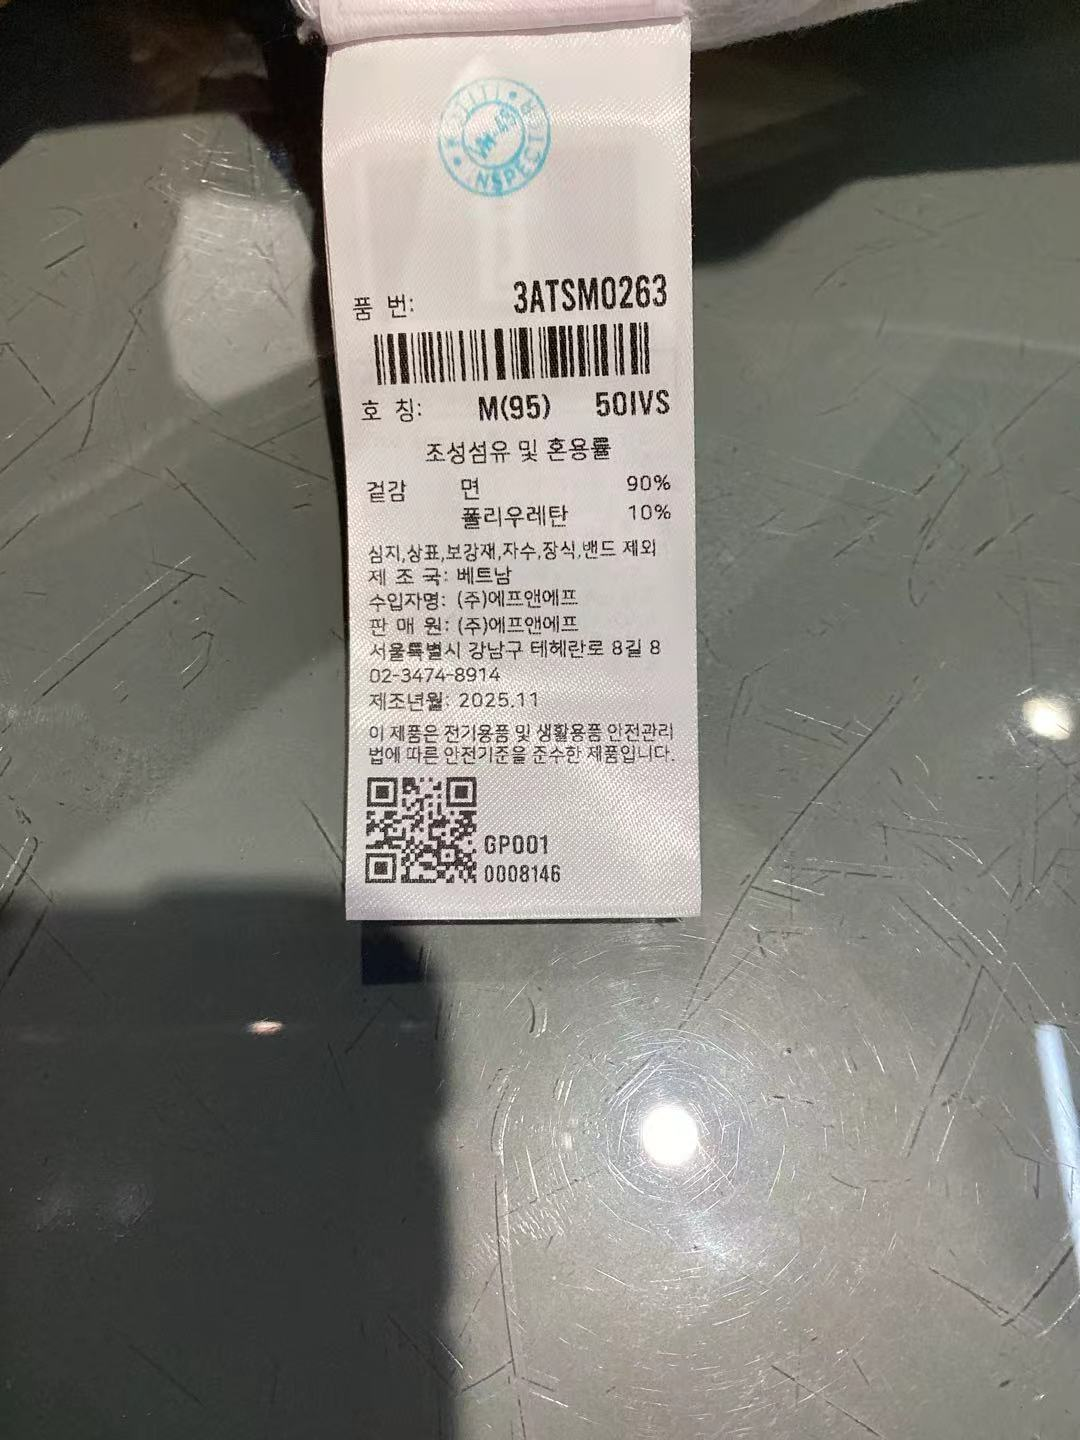 KOTITI INSPECTION
VN-43
품 번: 3ATSM0263
호 칭: M(95) 50IVS
조성섬유 및 혼용률
겉감 면 90%
폴리우레탄 10%
심지,상표,보강재,자수,장식,밴드 제외
제 조 국: 베트남
수입자명: (주)에프앤에프
판 매 원: (주)에프앤에프
서울특별시 강남구 테헤란로 8길 8
02-3474-8914
제조년월: 2025.11
이 제품은 전기용품 및 생활용품 안전관리
법에 따른 안전기준을 준수한 제품입니다.
GP001
0008146